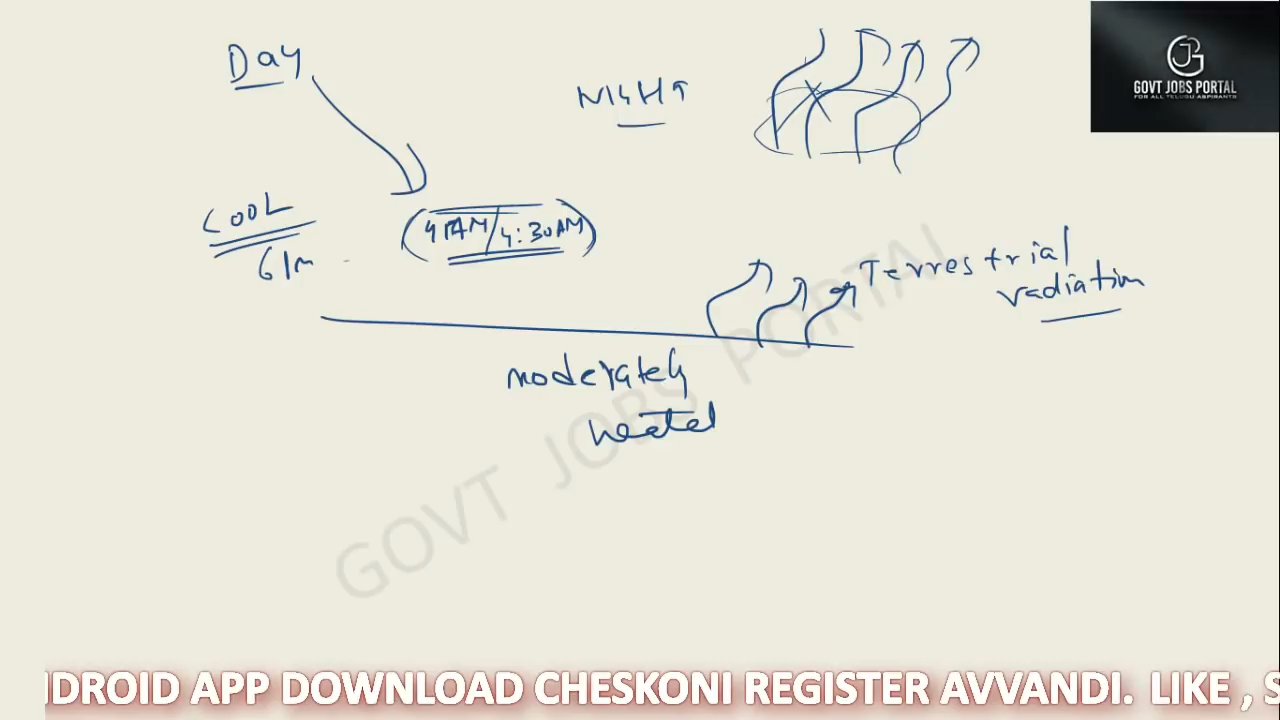 Day
NIGHT
GOVT JOBS PORTAL
FOR ALL TELUGU ASPIRANTS
COOL
(4AM/4:30AM)
Terrestrial
radiation
moderately
heated
GOVT JOBS PORTAL
NDROID APP DOWNLOAD CHESKONI REGISTER AVVANDI. LIKE , S